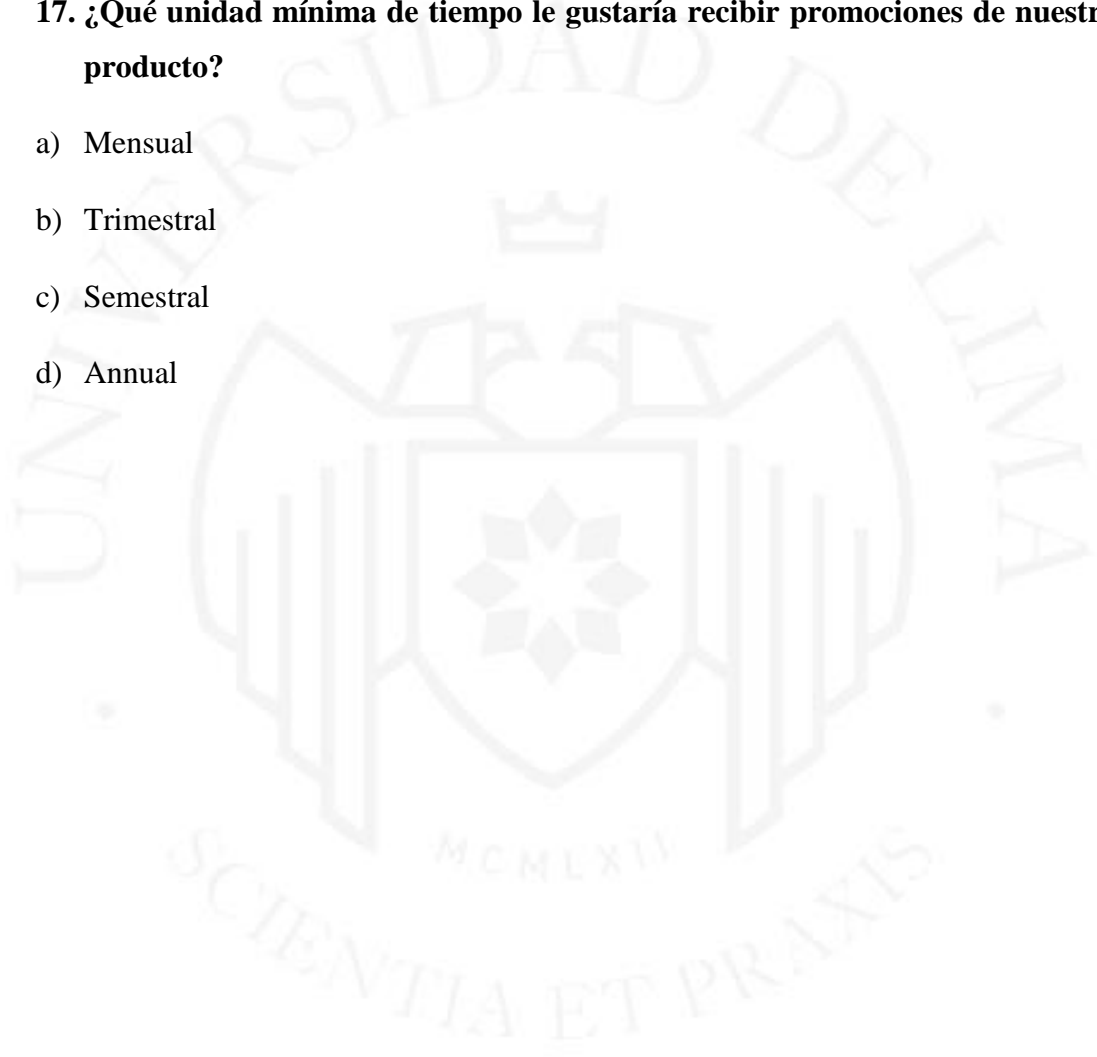 17. ¿Qué unidad mínima de tiempo le gustaría recibir promociones de nuestr
producto?
a) Mensual
b) Trimestral
c) Semestral
d) Annual
UNIVERSIDAD DE LIMA
MCMLXII
SCIENTIA ET PRAXIS